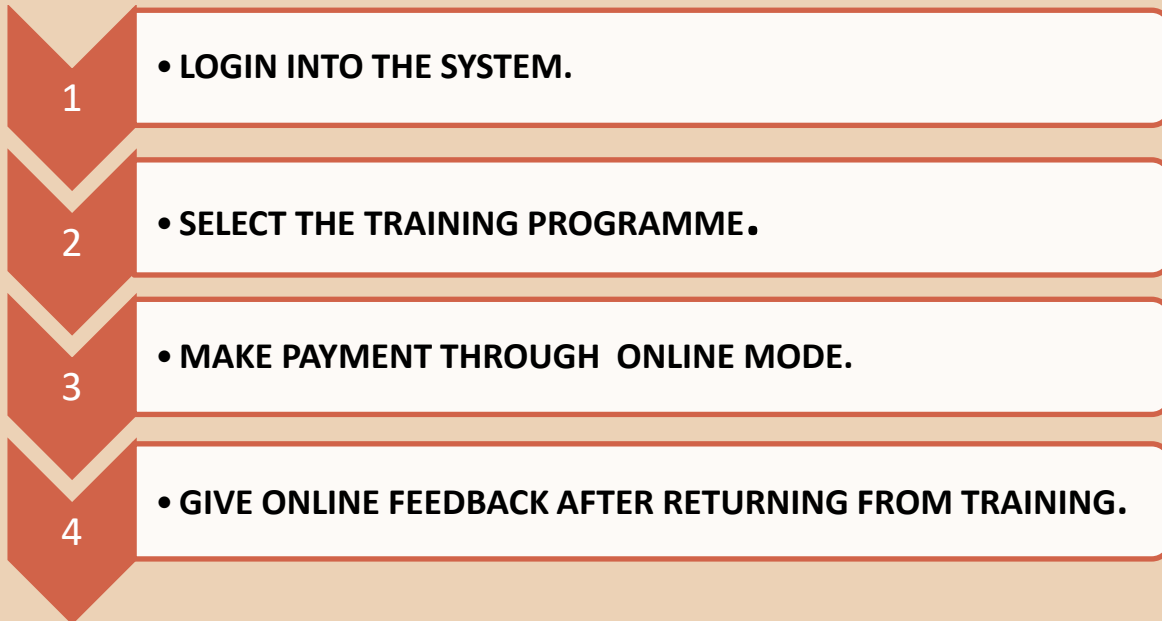 1
• LOGIN INTO THE SYSTEM.
2
• SELECT THE TRAINING PROGRAMME.
3
• MAKE PAYMENT THROUGH  ONLINE MODE.
4
• GIVE ONLINE FEEDBACK AFTER RETURNING FROM TRAINING.